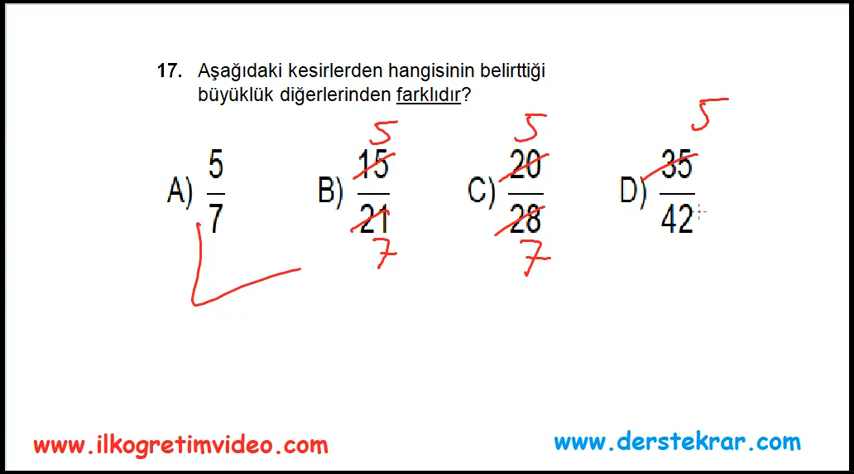 17. Aşağıdaki kesirlerden hangisinin belirttiği
büyüklük diğerlerinden farklıdır?
5 5 5
A) 5/7 B) 15/21 C) 20/28 D) 35/42
7 7
www.ilkogretimvideo.com www.derstekrar.com